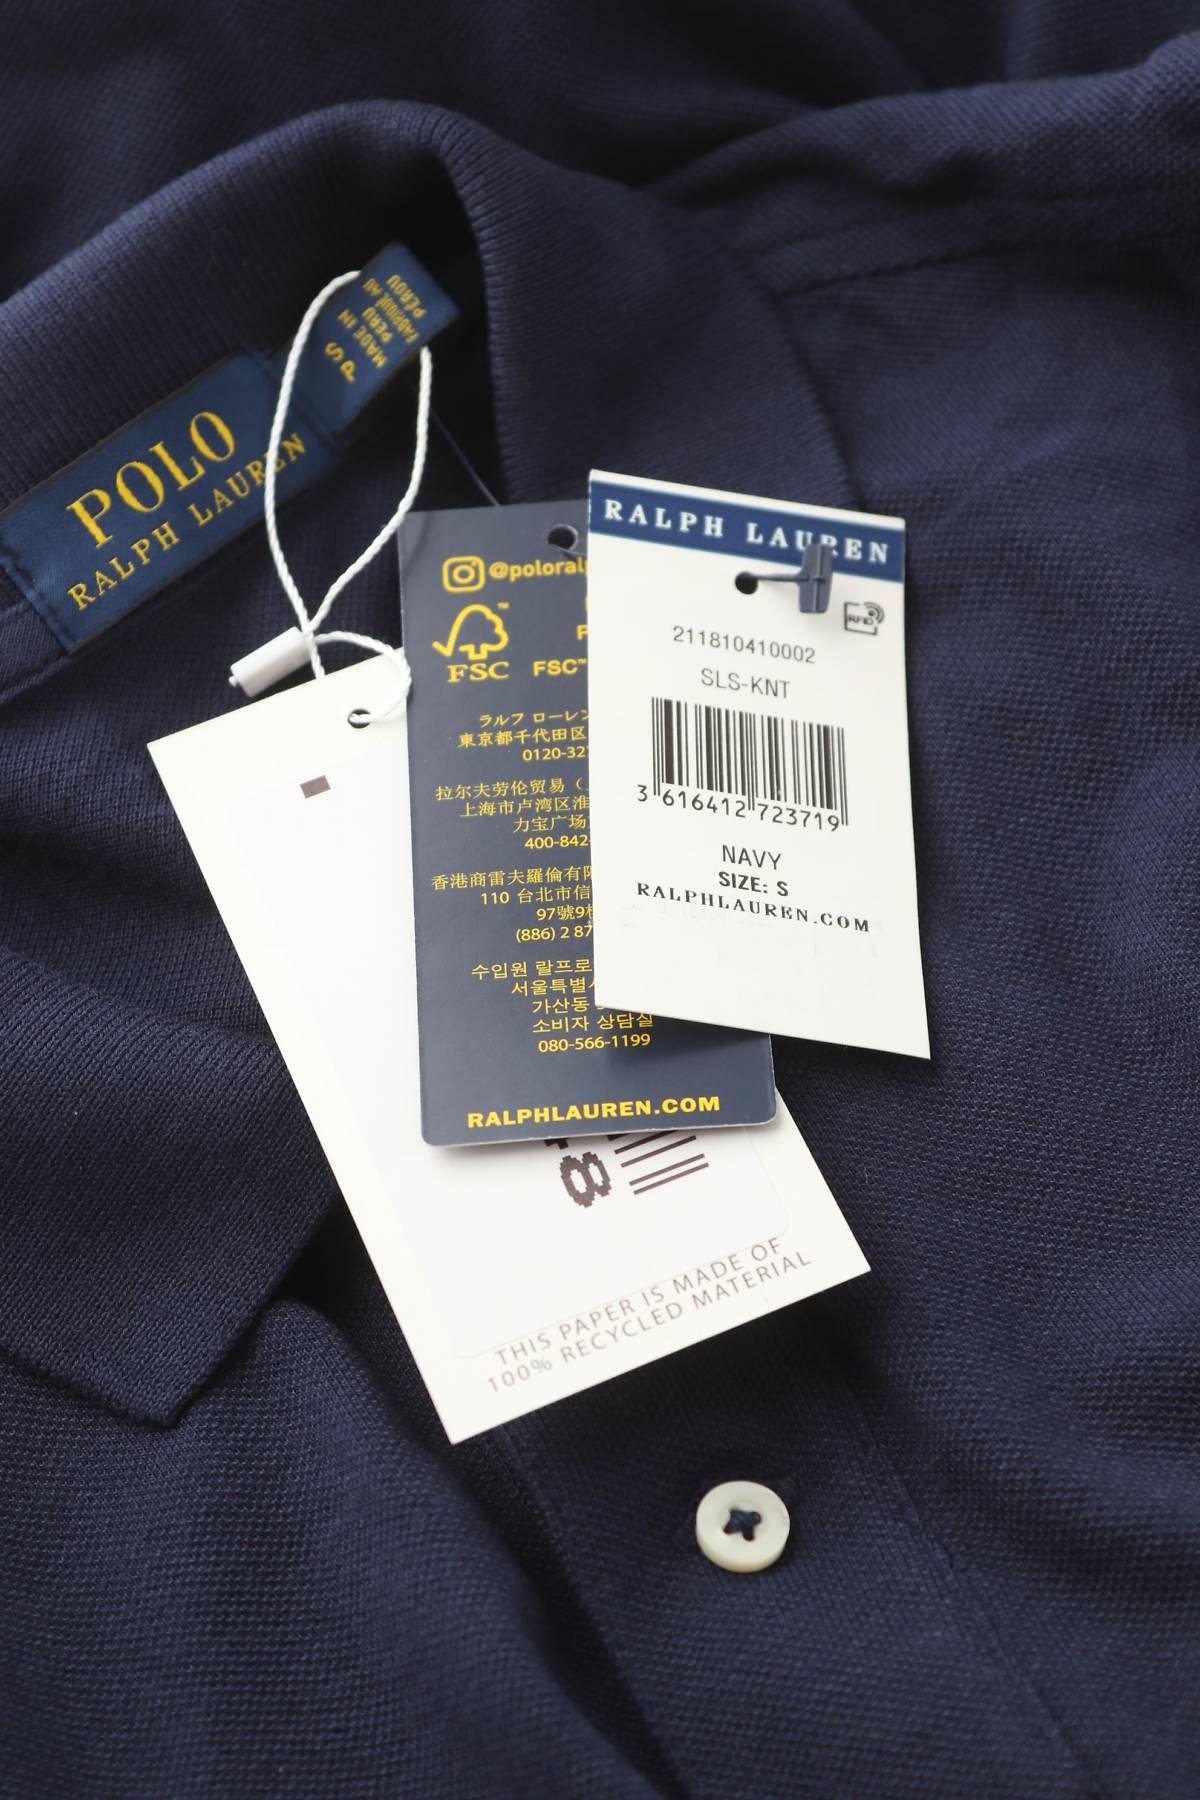 POLO
RALPH LAUREN
P S
MADE IN
PERU
FABRIQUÉ AU
PÉROU
@poloral
FSC
FSC™
ラルフ ローレン
東京都千代田区
0120-32
拉尔夫劳伦贸易（
上海市卢湾区淮
力宝广场
400-842
香港商雷夫羅倫有限
110 台北市信
97號9
(886) 2 87
수입원 랄프로
서울특별시
가산동
소비자 상담실
080-566-1199
RALPHLAUREN.COM
RALPH LAUREN
RFID
211810410002
SLS-KNT
3 616412 723719
NAVY
SIZE: S
RALPHLAUREN.COM
8
THIS PAPER IS MADE OF
100% RECYCLED MATERIAL